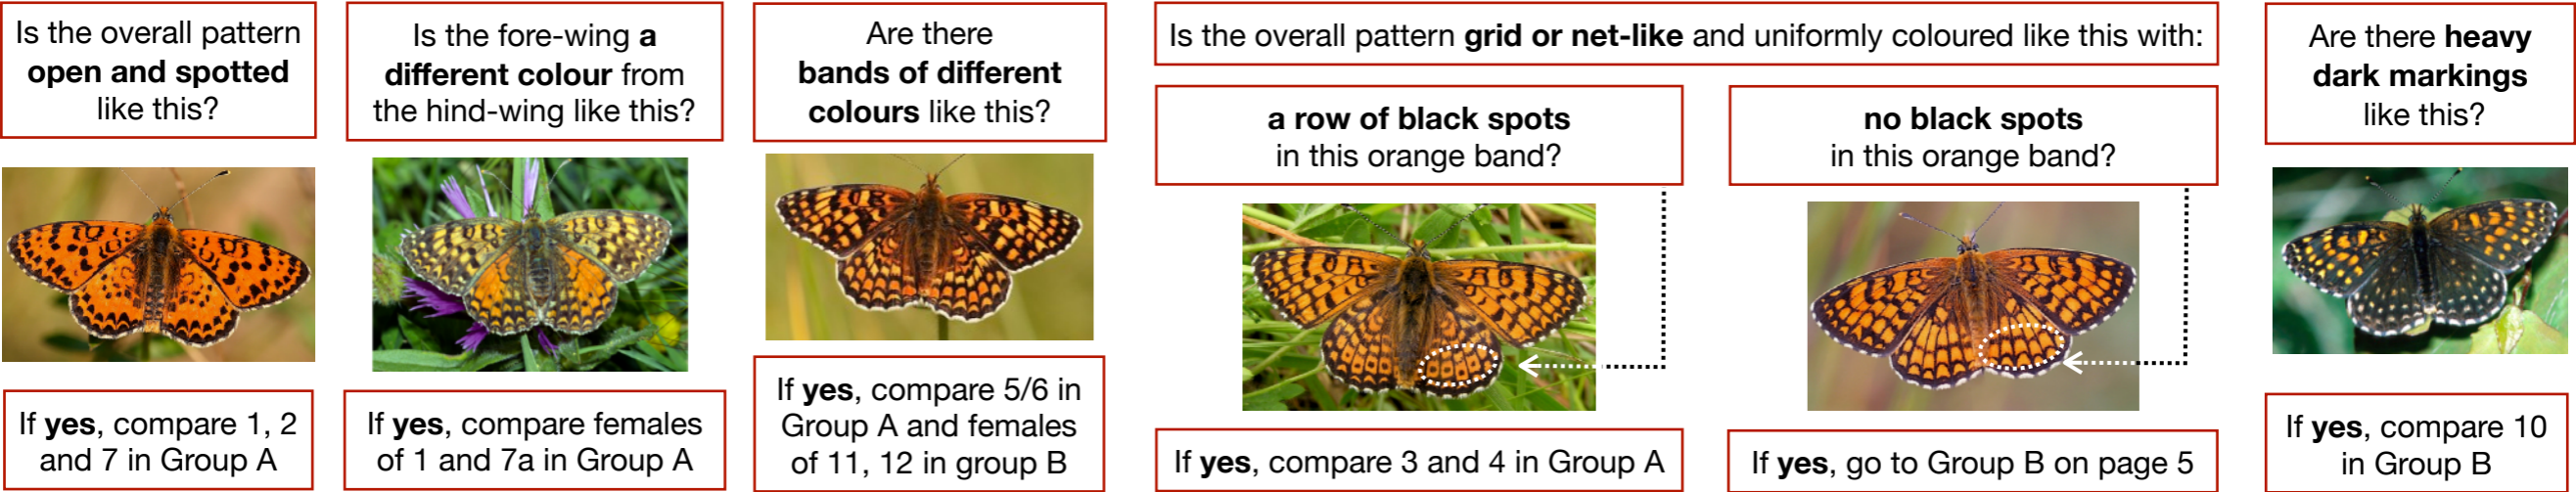 Is the overall pattern
open and spotted
like this?
If yes, compare 1, 2
and 7 in Group A
Is the fore-wing a
different colour from
the hind-wing like this?
If yes, compare females
of 1 and 7a in Group A
Are there
bands of different
colours like this?
If yes, compare 5/6 in
Group A and females
of 11, 12 in group B
Is the overall pattern grid or net-like and uniformly coloured like this with:
a row of black spots
in this orange band?
If yes, compare 3 and 4 in Group A
no black spots
in this orange band?
If yes, go to Group B on page 5
Are there heavy
dark markings
like this?
If yes, compare 10
in Group B